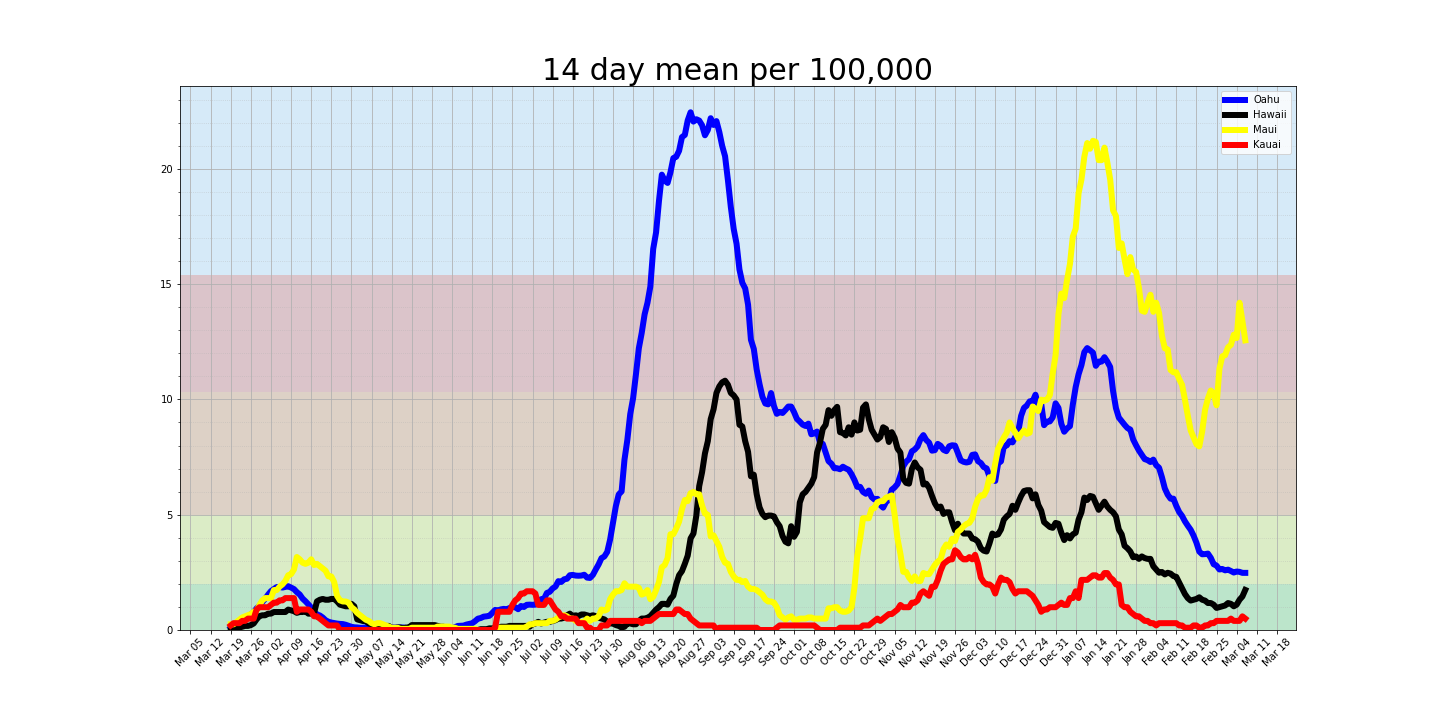 14 day mean per 100,000
Oahu
Hawaii
Maui
Kauai
20
15
10
5
0
Mar 05
Mar 12
Mar 19
Mar 26
Apr 02
Apr 09
Apr 16
Apr 23
Apr 30
May 07
May 14
May 21
May 28
Jun 04
Jun 11
Jun 18
Jun 25
Jul 02
Jul 09
Jul 16
Jul 23
Jul 30
Aug 06
Aug 13
Aug 20
Aug 27
Sep 03
Sep 10
Sep 17
Sep 24
Oct 01
Oct 08
Oct 15
Oct 22
Oct 29
Nov 05
Nov 12
Nov 19
Nov 26
Dec 03
Dec 10
Dec 17
Dec 24
Dec 31
Jan 07
Jan 14
Jan 21
Jan 28
Feb 04
Feb 11
Feb 18
Feb 25
Mar 04
Mar 11
Mar 18